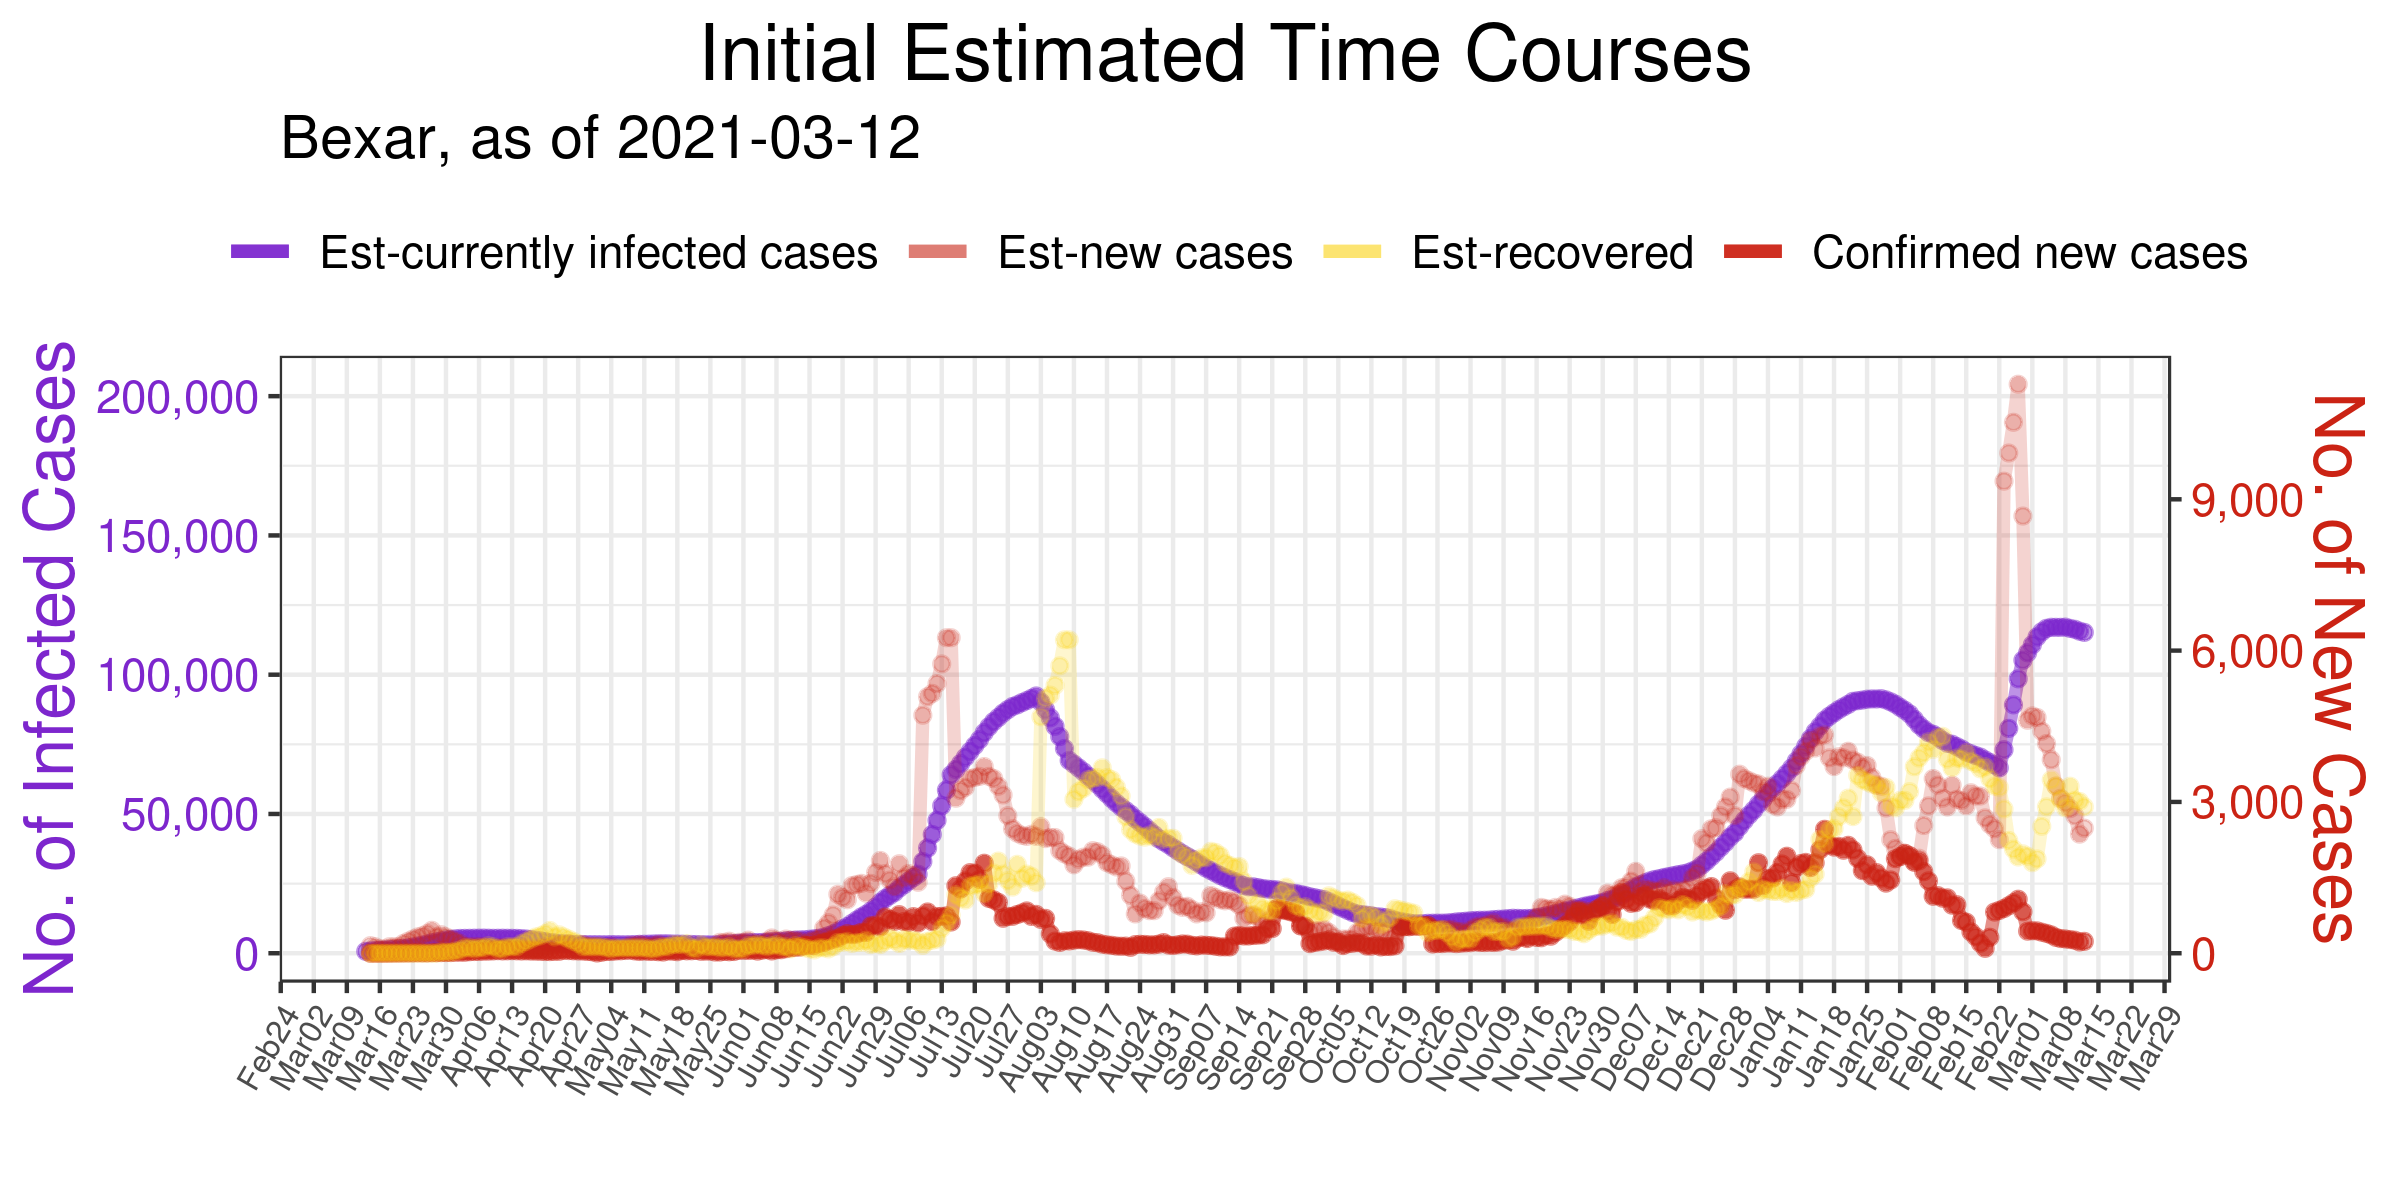 Initial Estimated Time Courses
Bexar, as of 2021-03-12
Est-currently infected cases Est-new cases Est-recovered Confirmed new cases
No. of Infected Cases
200,000
150,000
100,000
50,000
0
9,000
6,000
3,000
0
No. of New Cases
Feb24
Mar02
Mar09
Mar16
Mar23
Mar30
Apr06
Apr13
Apr20
Apr27
May04
May11
May18
May25
Jun01
Jun08
Jun15
Jun22
Jun29
Jul06
Jul13
Jul20
Jul27
Aug03
Aug10
Aug17
Aug24
Aug31
Sep07
Sep14
Sep21
Sep28
Oct05
Oct12
Oct19
Oct26
Nov02
Nov09
Nov16
Nov23
Nov30
Dec07
Dec14
Dec21
Dec28
Jan04
Jan11
Jan18
Jan25
Feb01
Feb08
Feb15
Feb22
Mar01
Mar08
Mar15
Mar22
Mar29